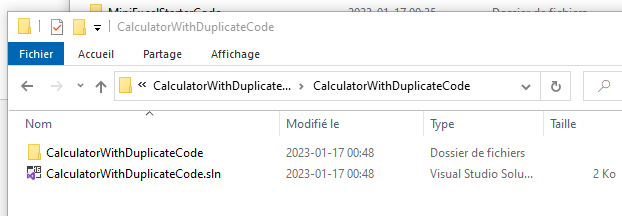 MiniExcelStarterCode 2023-01-17 00:35 Dossier de fichiers
CalculatorWithDuplicateCode
Fichier Accueil Partage Affichage
« CalculatorWithDuplicate... > CalculatorWithDuplicateCode
Nom Modifié le Type Taille
CalculatorWithDuplicateCode 2023-01-17 00:48 Dossier de fichiers
CalculatorWithDuplicateCode.sln 2023-01-17 00:48 Visual Studio Solu... 2 Ko